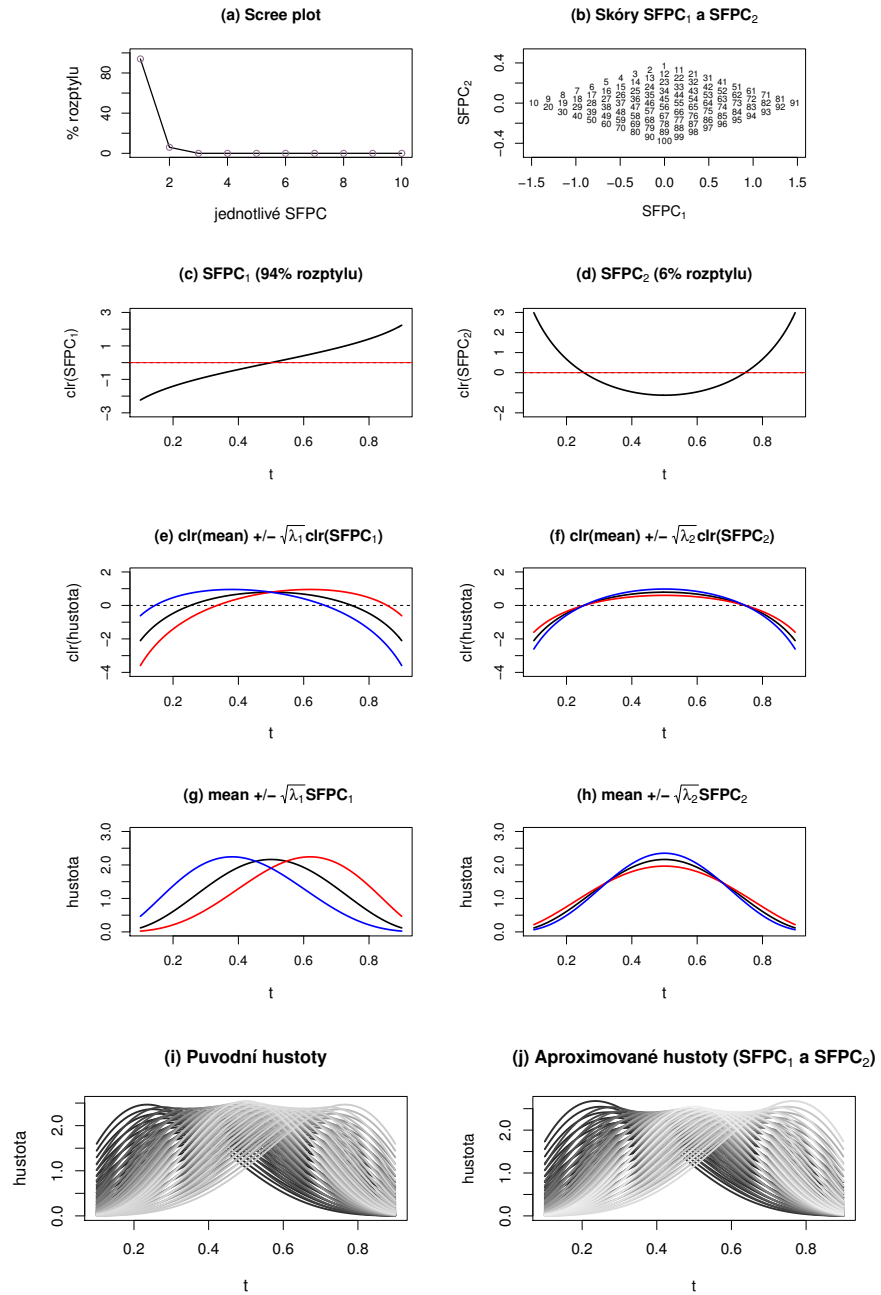 (a) Scree plot
% rozptylu
0 40 80
2 4 6 8 10
jednotlivé SFPC
(b) Skóry SFPC₁ a SFPC₂
SFPC₂
−0.4 0.0 0.4
−1.5 −1.0 −0.5 0.0 0.5 1.0 1.5
SFPC₁
(c) SFPC₁ (94% rozptylu)
clr(SFPC₁)
−3 −1 1 3
0.2 0.4 0.6 0.8
t
(d) SFPC₂ (6% rozptylu)
clr(SFPC₂)
−2 0 1 2 3
0.2 0.4 0.6 0.8
t
(e) clr(mean) +/− √λ₁clr(SFPC₁)
clr(hustota)
−4 −2 0 2
0.2 0.4 0.6 0.8
t
(f) clr(mean) +/− √λ₂clr(SFPC₂)
clr(hustota)
−4 −2 0 2
0.2 0.4 0.6 0.8
t
(g) mean +/− √λ₁SFPC₁
hustota
0.0 1.0 2.0 3.0
0.2 0.4 0.6 0.8
t
(h) mean +/− √λ₂SFPC₂
hustota
0.0 1.0 2.0 3.0
0.2 0.4 0.6 0.8
t
(i) Puvodní hustoty
hustota
0.0 1.0 2.0
0.2 0.4 0.6 0.8
t
(j) Aproximované hustoty (SFPC₁ a SFPC₂)
hustota
0.0 1.0 2.0
0.2 0.4 0.6 0.8
t